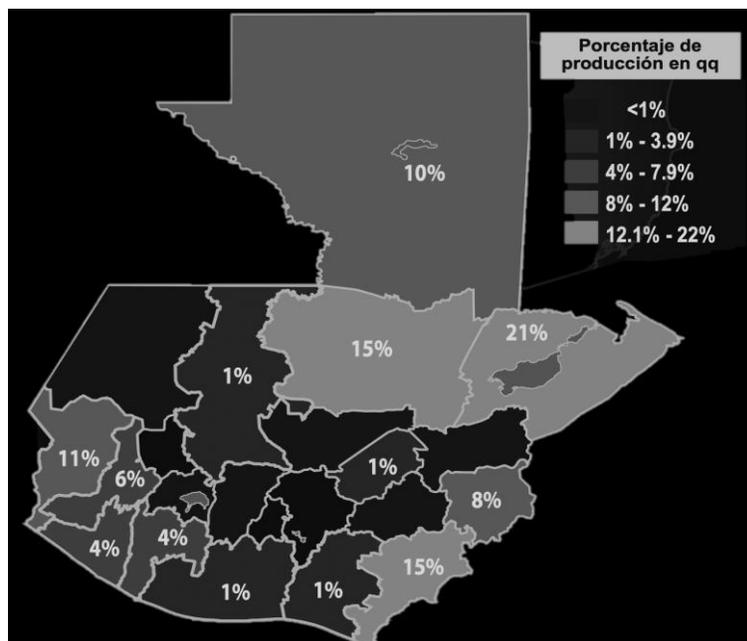 Porcentaje de
producción en qq
<1%
1% - 3.9%
4% - 7.9%
8% - 12%
12.1% - 22%
10%
21%
15%
1%
11%
6%
1%
8%
4%
4%
15%
1%
1%